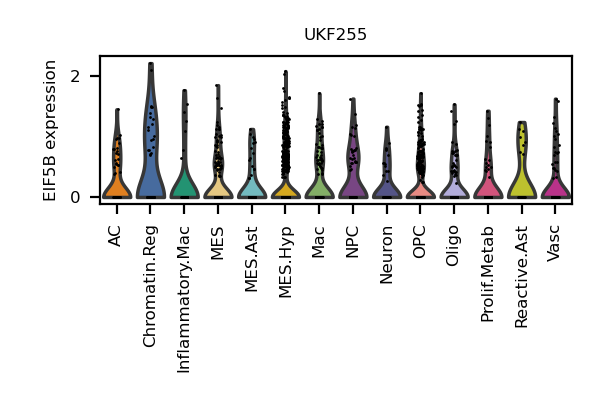 UKF255
EIF5B expression
2
0
AC
Chromatin.Reg
Inflammatory.Mac
MES
MES.Ast
MES.Hyp
Mac
NPC
Neuron
OPC
Oligo
Prolif.Metab
Reactive.Ast
Vasc